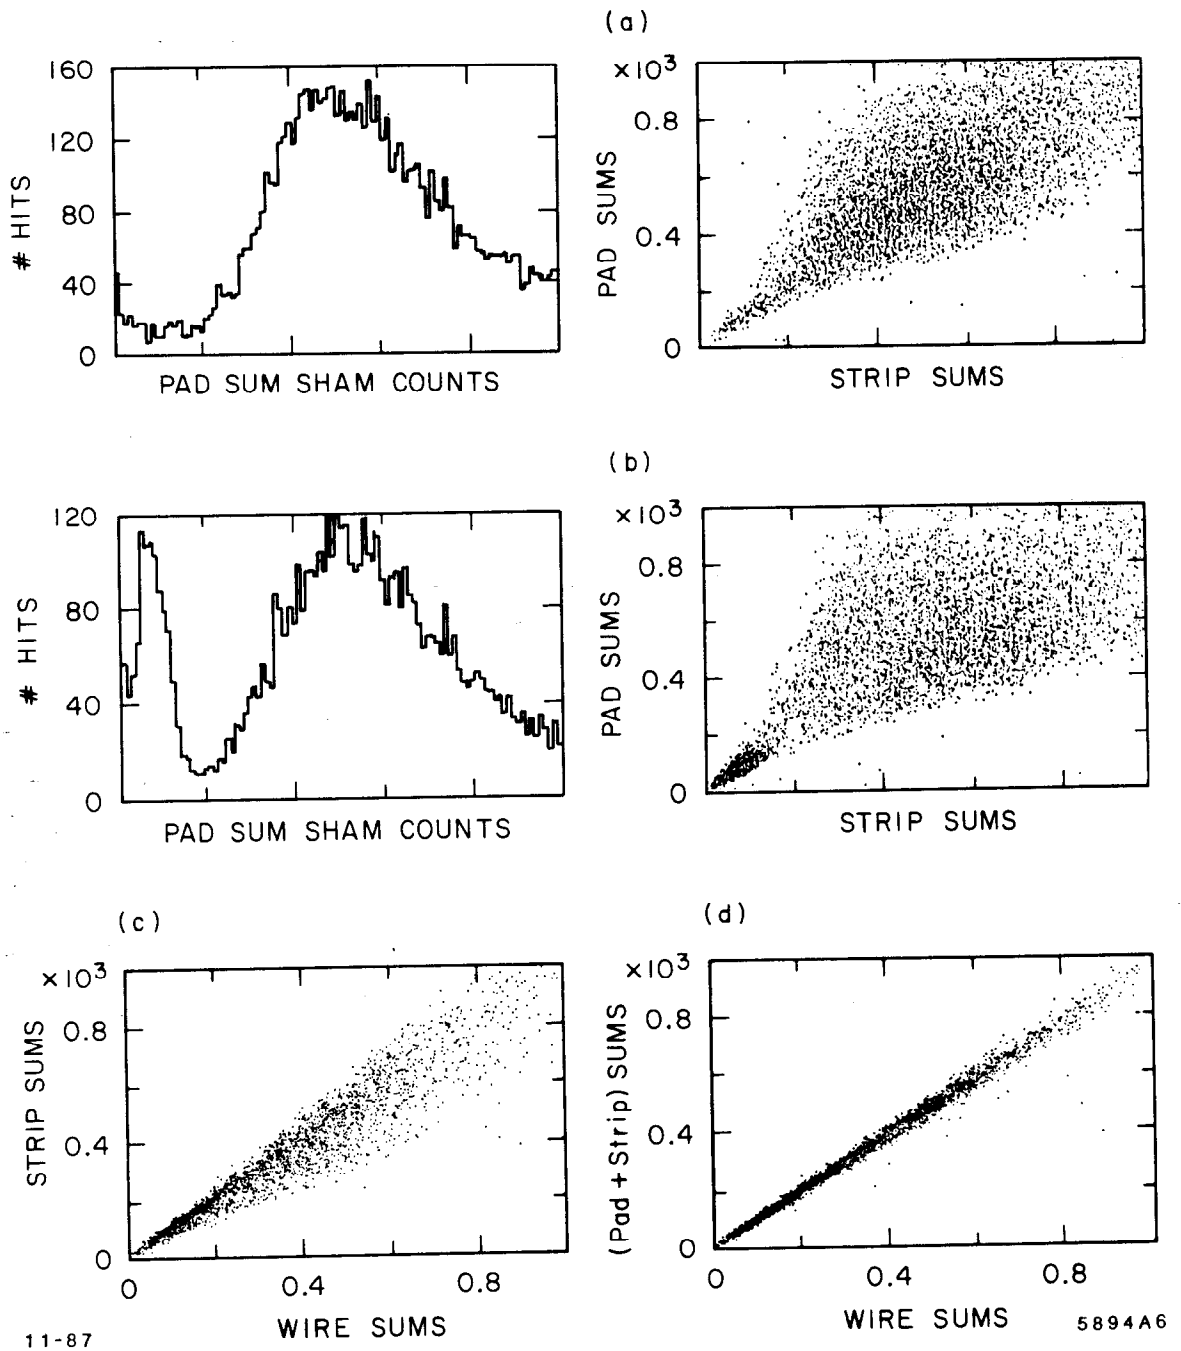 (a)
160
120
80
40
0
# HITS
PAD SUM SHAM COUNTS
×10³
0.8
0.4
0
PAD SUMS
STRIP SUMS
(b)
120
80
40
0
# HITS
PAD SUM SHAM COUNTS
×10³
0.8
0.4
0
PAD SUMS
STRIP SUMS
(c)
×10³
0.8
0.4
0
STRIP SUMS
0 0.4 0.8
WIRE SUMS
(d)
×10³
0.8
0.4
0
(Pad + Strip) SUMS
0 0.4 0.8
WIRE SUMS
11-87
5894A6